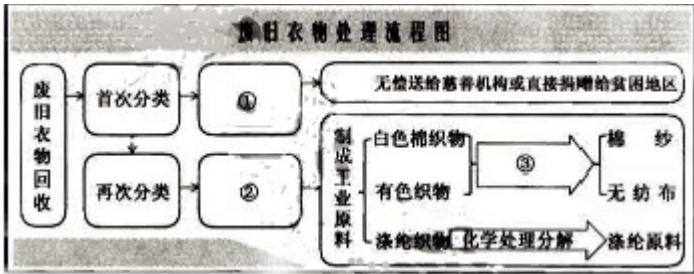 废旧衣物处理流程图
废旧衣物回收
首次分类
①
无偿送给慈善机构或直接捐赠给贫困地区
再次分类
②
制成工业原料
白色棉织物
有色织物
③
棉纱
无纺布
涤纶织物
化学处理分解
涤纶原料